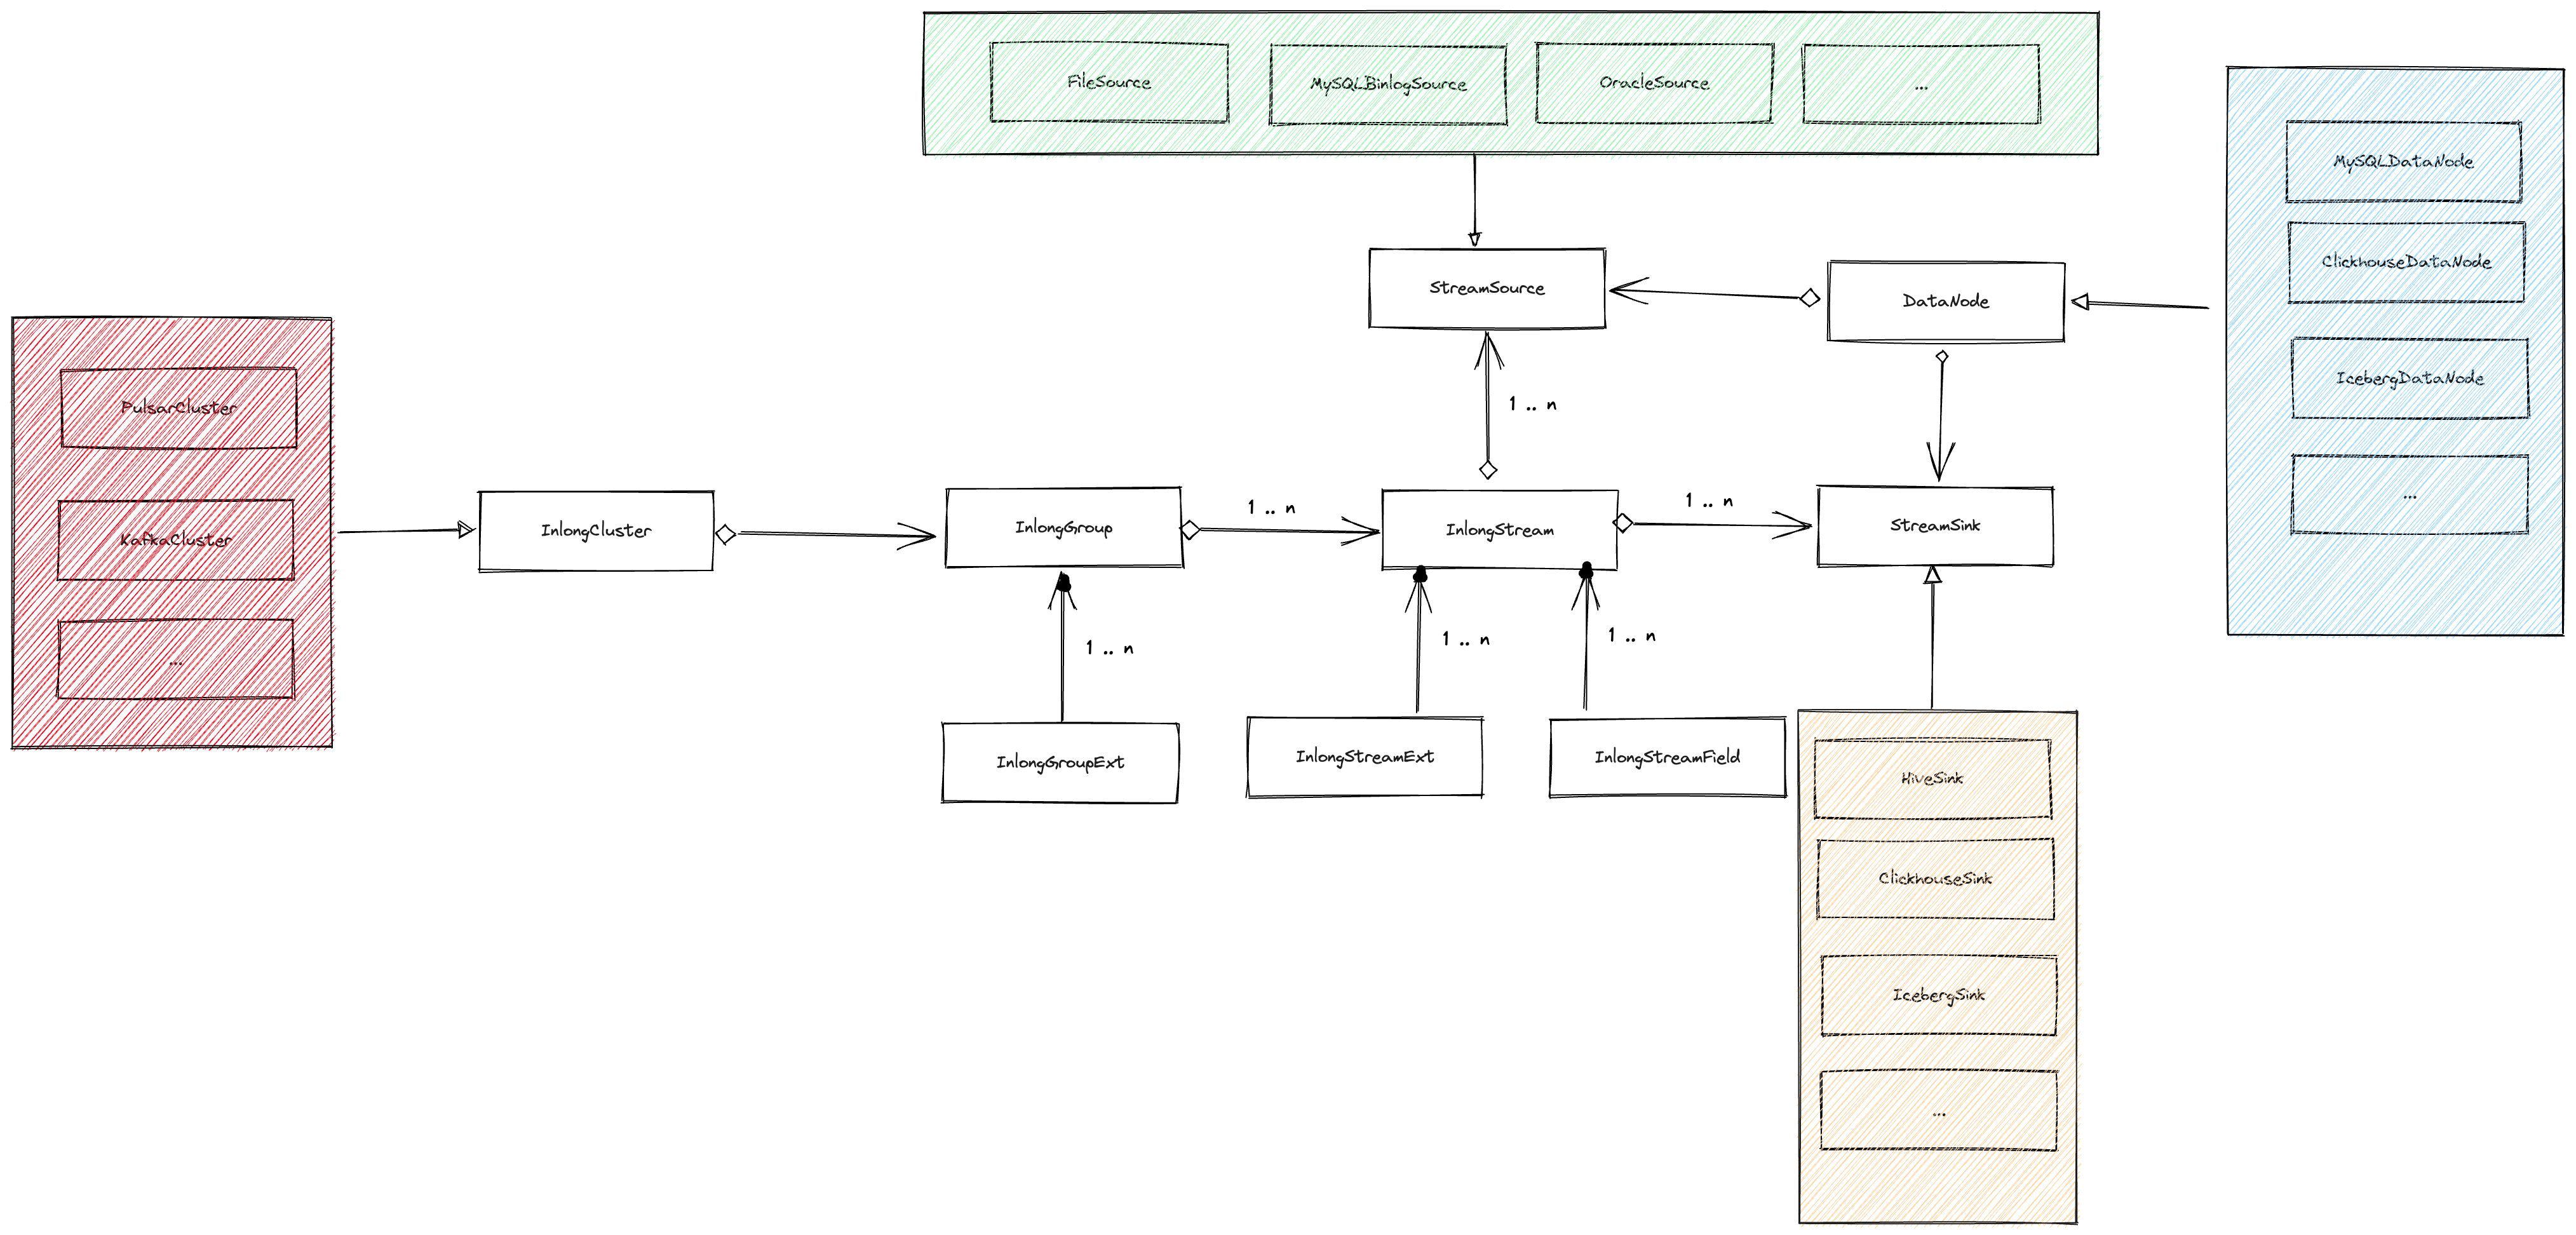 FileSource
MySQLBinlogSource
OracleSource
...
MySQLDataNode
ClickhouseDataNode
IcebergDataNode
...
StreamSource
DataNode
1 .. n
PulsarCluster
KafkaCluster
...
InlongCluster
InlongGroup
1 .. n
InlongStream
1 .. n
StreamSink
1 .. n
1 .. n
1 .. n
InlongGroupExt
InlongStreamExt
InlongStreamField
HiveSink
ClickhouseSink
IcebergSink
...